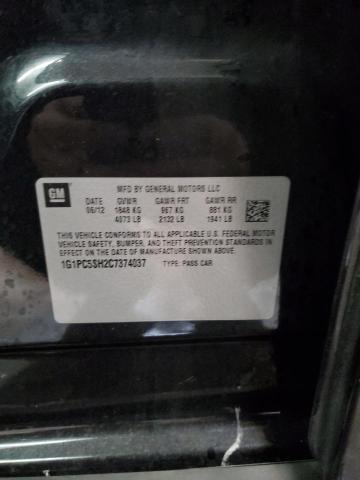 GM
MFD BY GENERAL MOTORS LLC
DATE GVWR GAWR FRT GAWR RR
06/12 1848 KG 967 KG 881 KG
4073 LB 2132 LB 1941 LB
THIS VEHICLE CONFORMS TO ALL APPLICABLE U.S. FEDERAL MOTOR
VEHICLE SAFETY, BUMPER, AND THEFT PREVENTION STANDARDS IN
EFFECT ON THE DATE OF MANUFACTURE SHOWN ABOVE.
1G1PC5SH2C7374037 TYPE: PASS CAR